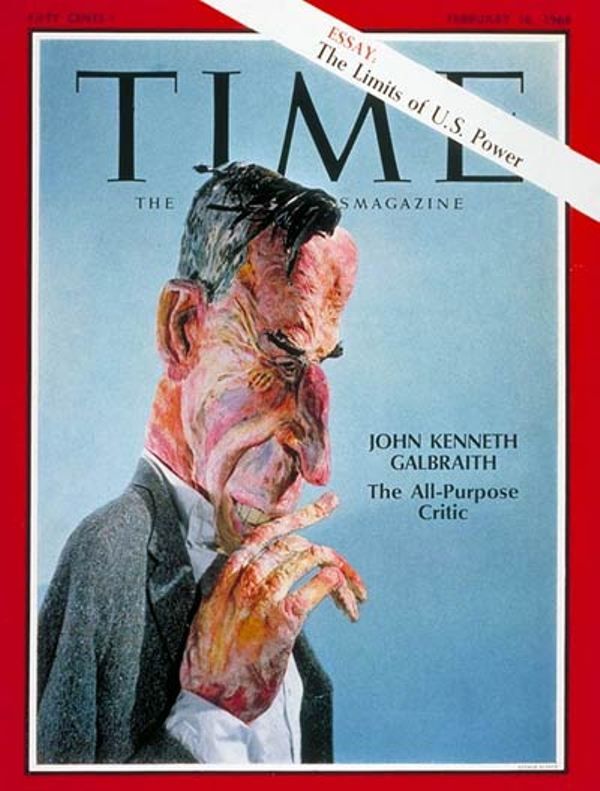 FIFTY CENTS
FEBRUARY 16, 1968
ESSAY:
The Limits of U.S. Power
TIME
THE SMAGAZINE
JOHN KENNETH
GALBRAITH
The All-Purpose
Critic